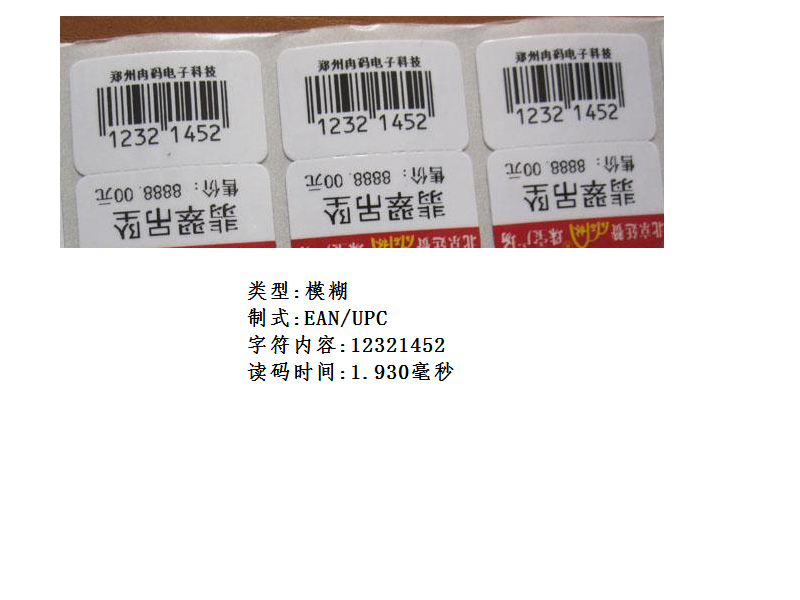 郑州冉码电子科技
1232 1452
郑州冉码电子科技
1232 1452
郑州冉码电子科技
1232 1452
售价: 8888.00元
翡翠吊坠
售价: 8888.00元
翡翠吊坠
售价: 8888.00元
翡翠吊坠
类型:模糊
制式:EAN/UPC
字符内容:12321452
读码时间:1.930毫秒